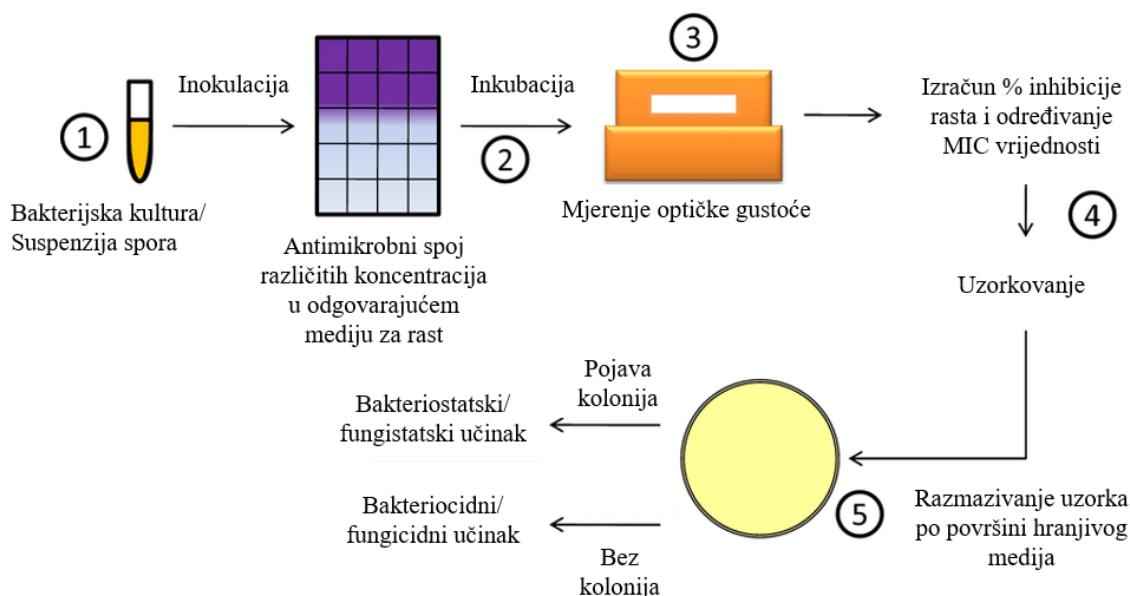 1
Bakterijska kultura/
Suspenzija spora
Inokulacija
Antimikrobni spoj
različitih koncentracija
u odgovarajućem
mediju za rast
Inkubacija
2
3
Mjerenje optičke gustoće
Izračun % inhibicije
rasta i određivanje
MIC vrijednosti
4
Uzorkovanje
Razmazivanje uzorka
po površini hranjivog
medija
5
Pojava
kolonija
Bakteriostatski/
fungistatski učinak
Bakteriocidni/
fungicidni učinak
Bez
kolonija